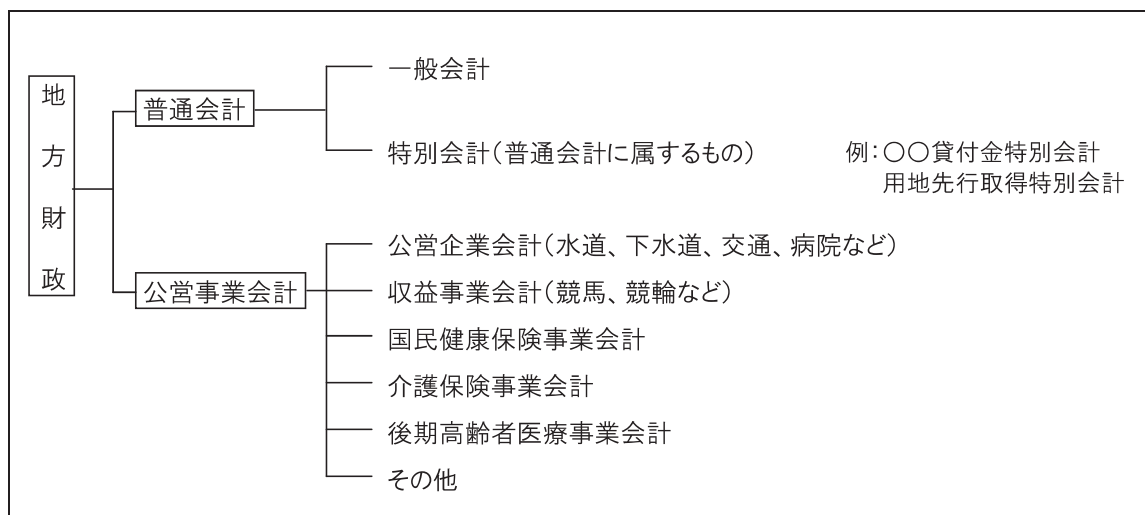 地方財政
普通会計
一般会計
特別会計(普通会計に属するもの)
例:〇〇貸付金特別会計
用地先行取得特別会計
公営事業会計
公営企業会計(水道、下水道、交通、病院など)
収益事業会計(競馬、競輪など)
国民健康保険事業会計
介護保険事業会計
後期高齢者医療事業会計
その他